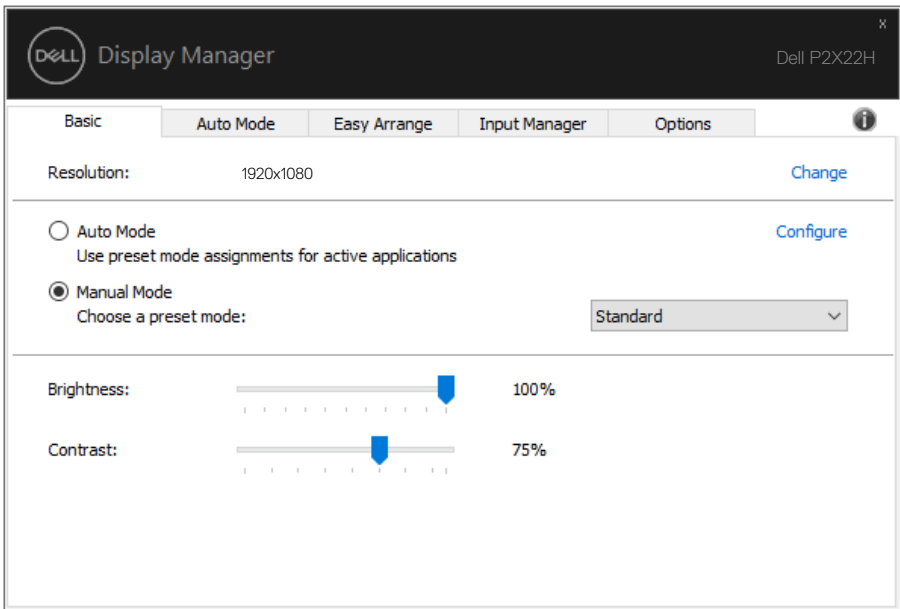 DELL Display Manager
x
Dell P2X22H
Basic Auto Mode Easy Arrange Input Manager Options i
Resolution: 1920x1080 Change
Auto Mode Configure
Use preset mode assignments for active applications
Manual Mode
Choose a preset mode: Standard
Brightness: 100%
Contrast: 75%